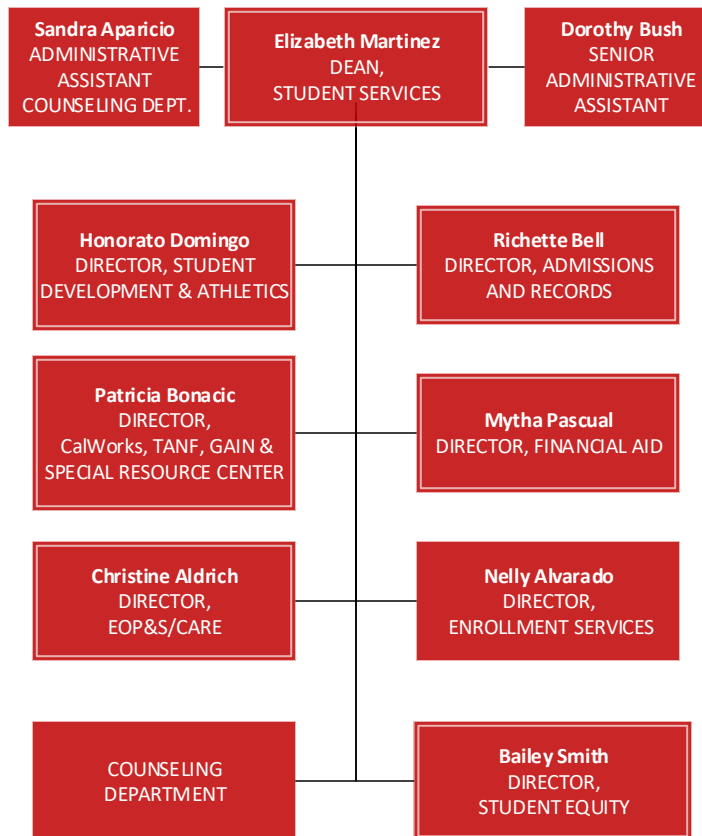 Sandra Aparicio
ADMINISTRATIVE
ASSISTANT
COUNSELING DEPT.
Elizabeth Martinez
DEAN,
STUDENT SERVICES
Dorothy Bush
SENIOR
ADMINISTRATIVE
ASSISTANT
Honorato Domingo
DIRECTOR, STUDENT
DEVELOPMENT & ATHLETICS
Richette Bell
DIRECTOR, ADMISSIONS
AND RECORDS
Patricia Bonacic
DIRECTOR,
CalWorks, TANF, GAIN &
SPECIAL RESOURCE CENTER
Mytha Pascual
DIRECTOR, FINANCIAL AID
Christine Aldrich
DIRECTOR,
EOP&S/CARE
Nelly Alvarado
DIRECTOR,
ENROLLMENT SERVICES
COUNSELING
DEPARTMENT
Bailey Smith
DIRECTOR,
STUDENT EQUITY